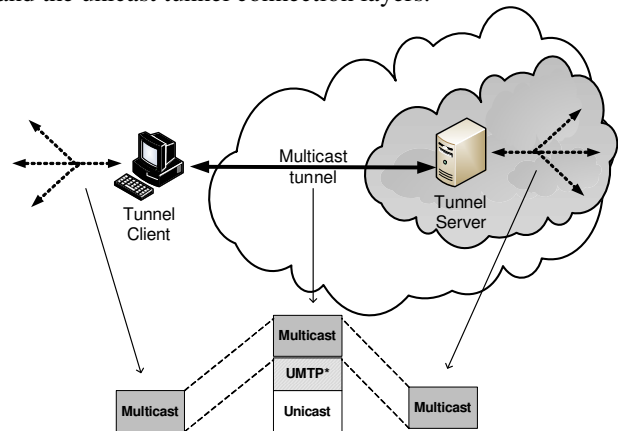 and the unicast tunnel connection layers.
Multicast
tunnel
Tunnel
Client
Tunnel
Server
Multicast
UMTP*
Unicast
Multicast
Multicast